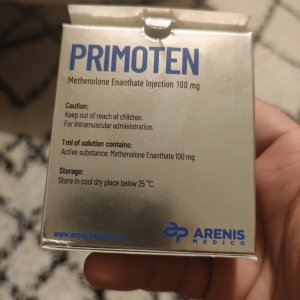 PRIMOTEN
Methenolone Enanthate Injection 100 mg
Caution:
Keep out of reach of children.
For intramuscular administration.
1 ml of solution contains:
Active substance: Methenolone Enanthate 100 mg
Storage:
Store in cool dry place below 25 °C.
ARENIS
MEDICO